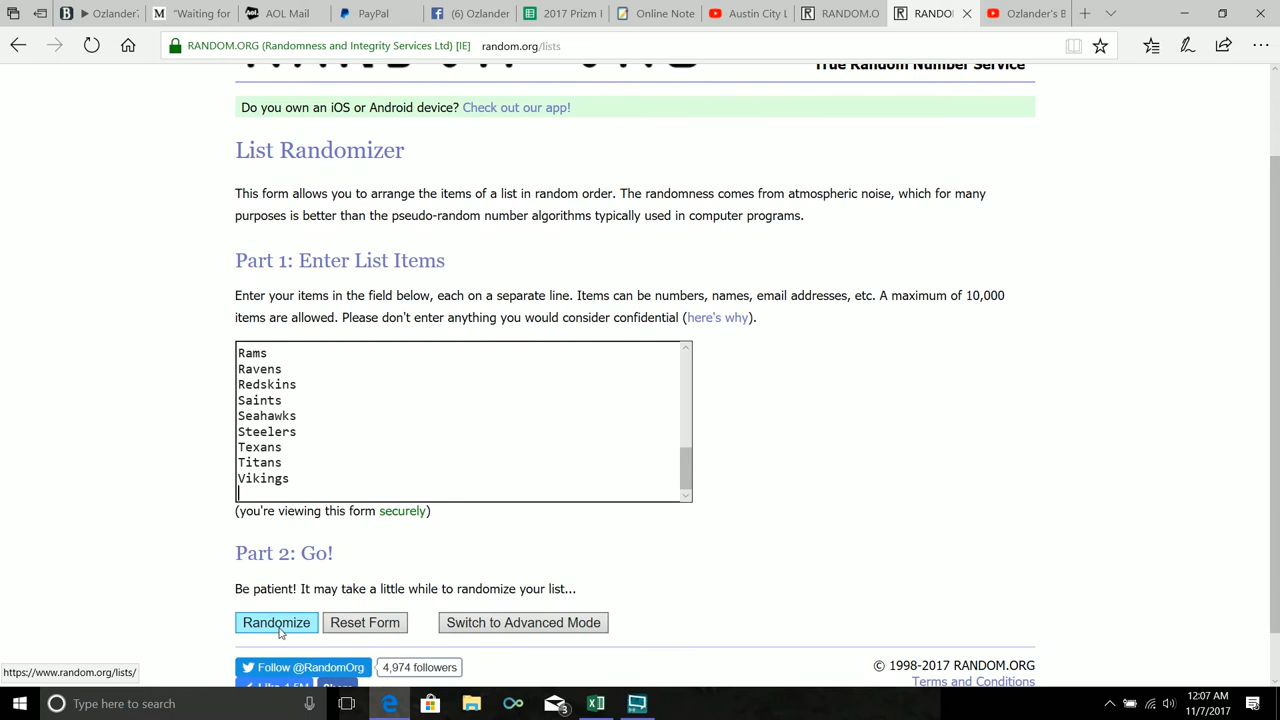 Ozlander'
"Waiting for
AOL Mail
PayPal
(6) Ozlander
2017 Prizm I
Online Note
Austin City L
RANDOM.O
RANDO
Ozlander's B
RANDOM.ORG (Randomness and Integrity Services Ltd) [IE]
random.org/lists
True Random Number Service
Do you own an iOS or Android device? Check out our app!
List Randomizer
This form allows you to arrange the items of a list in random order. The randomness comes from atmospheric noise, which for many
purposes is better than the pseudo-random number algorithms typically used in computer programs.
Part 1: Enter List Items
Enter your items in the field below, each on a separate line. Items can be numbers, names, email addresses, etc. A maximum of 10,000
items are allowed. Please don't enter anything you would consider confidential (here's why).
Rams
Ravens
Redskins
Saints
Seahawks
Steelers
Texans
Titans
Vikings
(you're viewing this form securely)
Part 2: Go!
Be patient! It may take a little while to randomize your list...
Randomize
Reset Form
Switch to Advanced Mode
https://www.random.org/lists/
Follow @RandomOrg
4,974 followers
© 1998-2017 RANDOM.ORG
Terms and Conditions
Type here to search
3
12:07 AM
11/7/2017